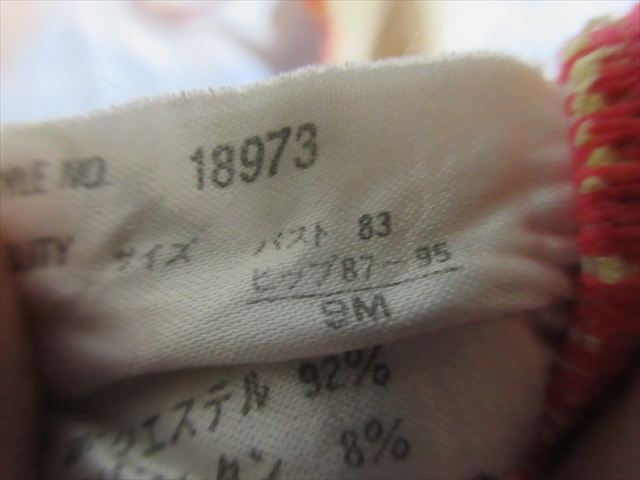 NO. 18973
サイズ バスト 83
ヒップ87-95
9M
ポリエステル 92%
8%